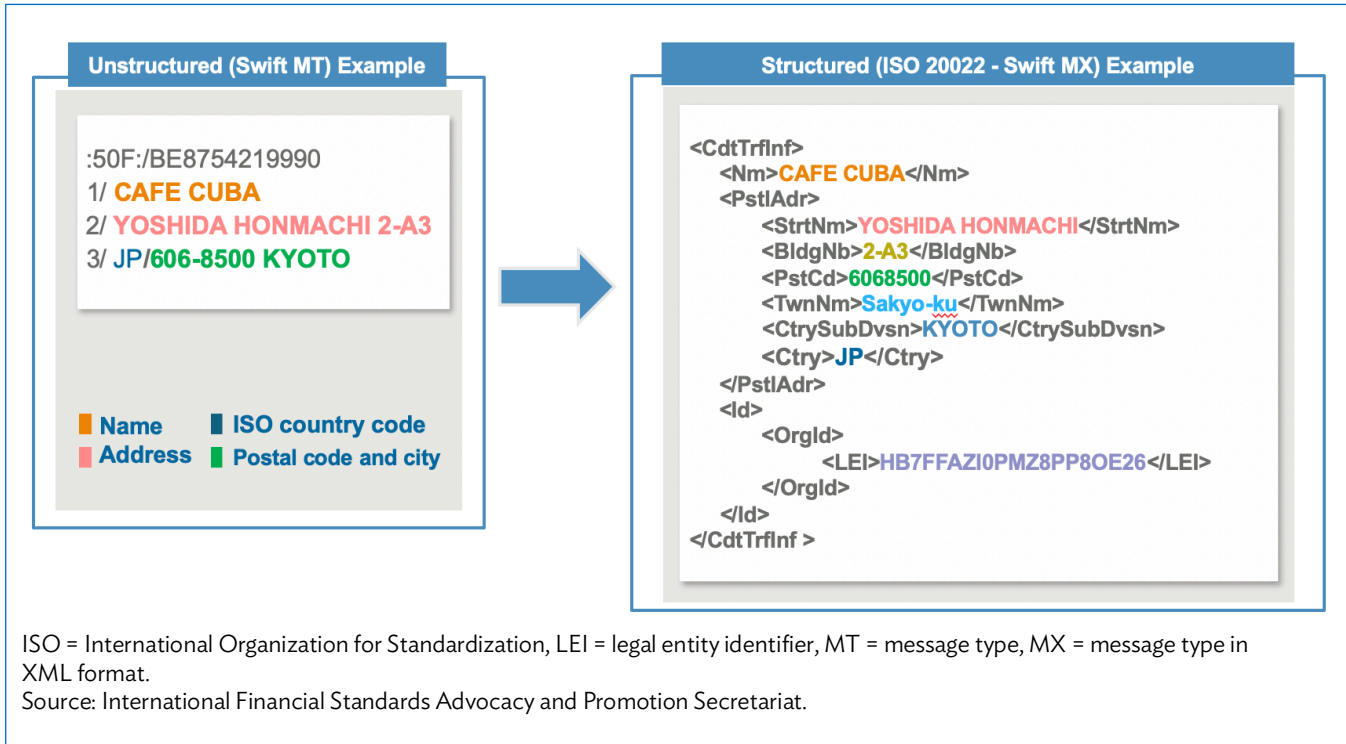 Unstructured (Swift MT) Example
:50F:/BE8754219990
1/ CAFE CUBA
2/ YOSHIDA HONMACHI 2-A3
3/ JP/606-8500 KYOTO
Name
ISO country code
Address
Postal code and city
Structured (ISO 20022 - Swift MX) Example
<CdtTrfInf>
<Nm>CAFE CUBA</Nm>
<PstlAdr>
<StrtNm>YOSHIDA HONMACHI</StrtNm>
<BldgNb>2-A3</BldgNb>
<PstCd>6068500</PstCd>
<TwnNm>Sakyo-ku</TwnNm>
<CtrySubDvsn>KYOTO</CtrySubDvsn>
<Ctry>JP</Ctry>
</PstlAdr>
<Id>
<OrgId>
<LEI>HB7FFAZI0PMZ8PP8OE26</LEI>
</OrgId>
</Id>
</CdtTrfInf >
ISO = International Organization for Standardization, LEI = legal entity identifier, MT = message type, MX = message type in
XML format.
Source: International Financial Standards Advocacy and Promotion Secretariat.